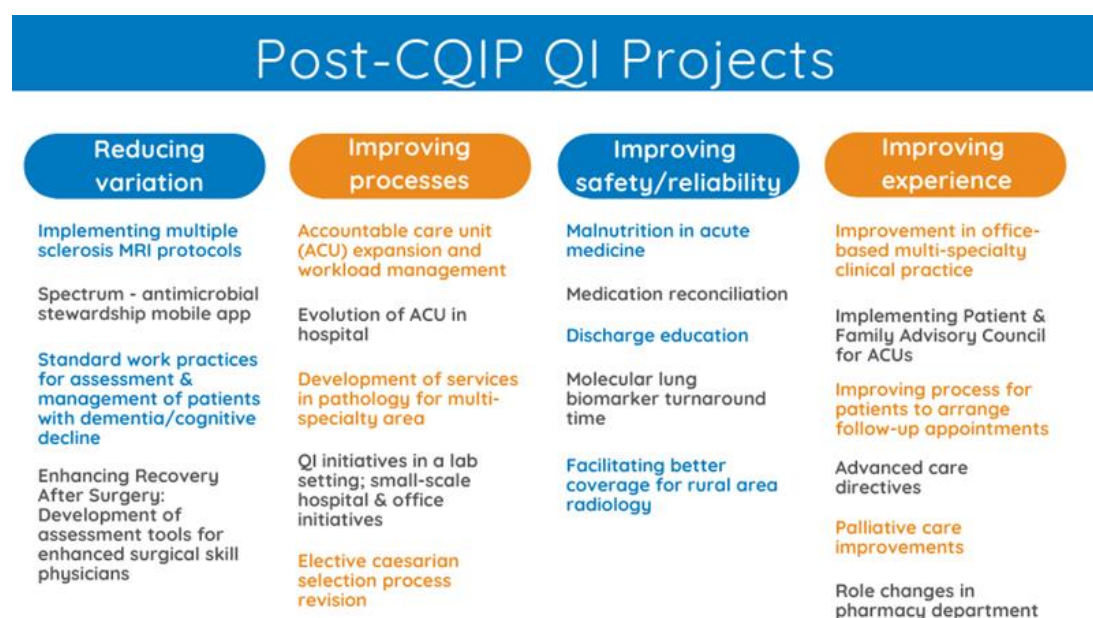 Post-CQIP QI Projects
Reducing
variation
Implementing multiple
sclerosis MRI protocols
Spectrum - antimicrobial
stewardship mobile app
Standard work practices
for assessment &
management of patients
with dementia/cognitive
decline
Enhancing Recovery
After Surgery:
Development of
assessment tools for
enhanced surgical skill
physicians
Improving
processes
Accountable care unit
(ACU) expansion and
workload management
Evolution of ACU in
hospital
Development of services
in pathology for multi-
specialty area
QI initiatives in a lab
setting; small-scale
hospital & office
initiatives
Elective caesarian
selection process
revision
Improving
safety/reliability
Malnutrition in acute
medicine
Medication reconciliation
Discharge education
Molecular lung
biomarker turnaround
time
Facilitating better
coverage for rural area
radiology
Improving
experience
Improvement in office-
based multi-specialty
clinical practice
Implementing Patient &
Family Advisory Council
for ACUs
Improving process for
patients to arrange
follow-up appointments
Advanced care
directives
Palliative care
improvements
Role changes in
pharmacy department